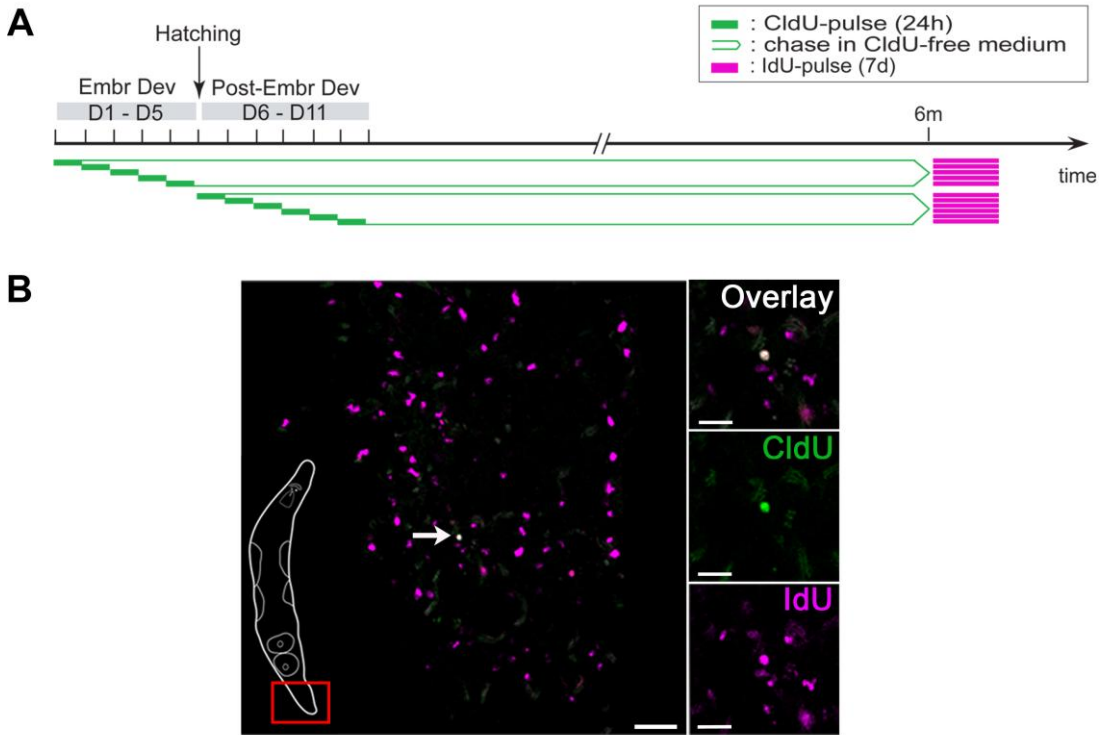 A
Hatching
Embr Dev
Post-Embr Dev
D1 - D5
D6 - D11
: CldU-pulse (24h)
: chase in CldU-free medium
: IdU-pulse (7d)
6m
time
B
Overlay
CldU
IdU